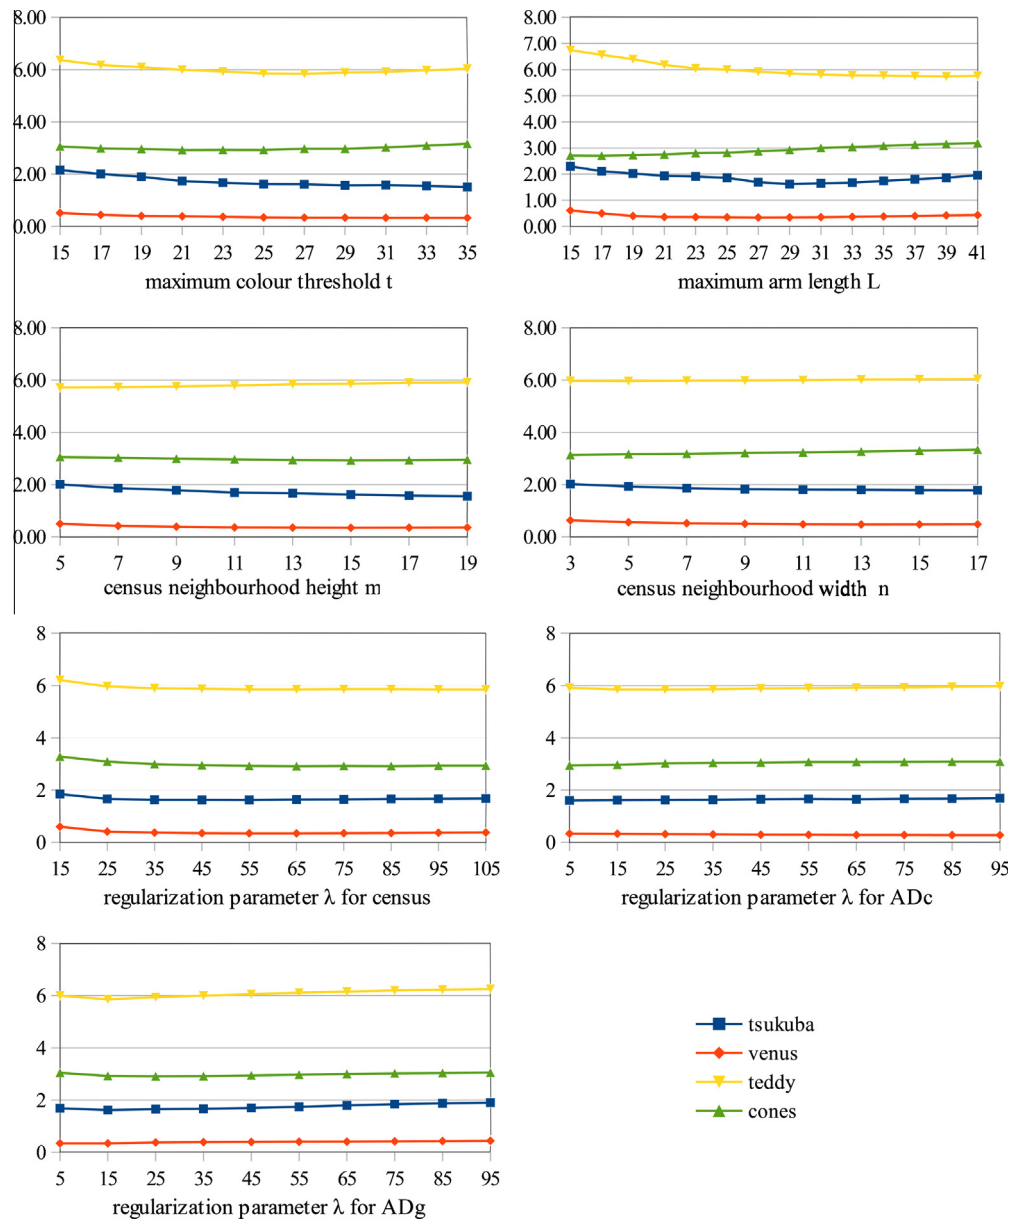 8.00
6.00
4.00
2.00
0.00
15 17 19 21 23 25 27 29 31 33 35
maximum colour threshold t
8.00
7.00
6.00
5.00
4.00
3.00
2.00
1.00
0.00
15 17 19 21 23 25 27 29 31 33 35 37 39 41
maximum arm length L
8.00
6.00
4.00
2.00
0.00
5 7 9 11 13 15 17 19
census neighbourhood height m
8.00
6.00
4.00
2.00
0.00
3 5 7 9 11 13 15 17
census neighbourhood width n
8
6
4
2
0
15 25 35 45 55 65 75 85 95 105
regularization parameter λ for census
8
6
4
2
0
5 15 25 35 45 55 65 75 85 95
regularization parameter λ for ADc
8
6
4
2
0
5 15 25 35 45 55 65 75 85 95
regularization parameter λ for ADg
tsukuba
venus
teddy
cones